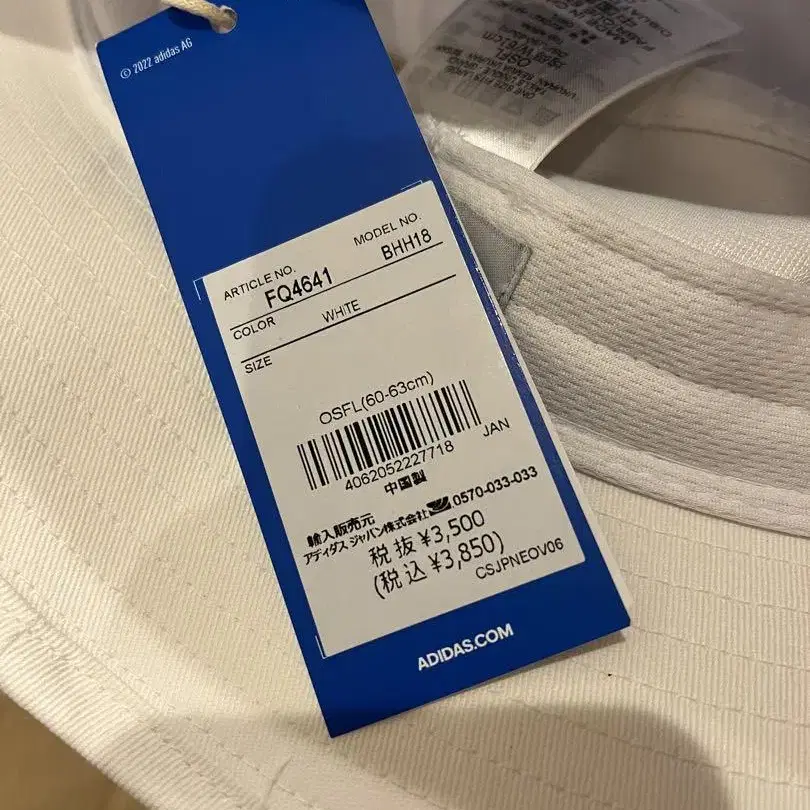 © 2022 adidas AG
ARTICLE NO. MODEL NO.
FQ4641 BHH18
COLOR WHITE
SIZE
OSFL(60-63cm)
4062052227718 JAN
中国製
輸入販売元
アディダス ジャパン株式会社 0570-033-033
税抜¥3,500
(税込¥3,850)
CSJPNEOV06
ADIDAS.COM
OSFL